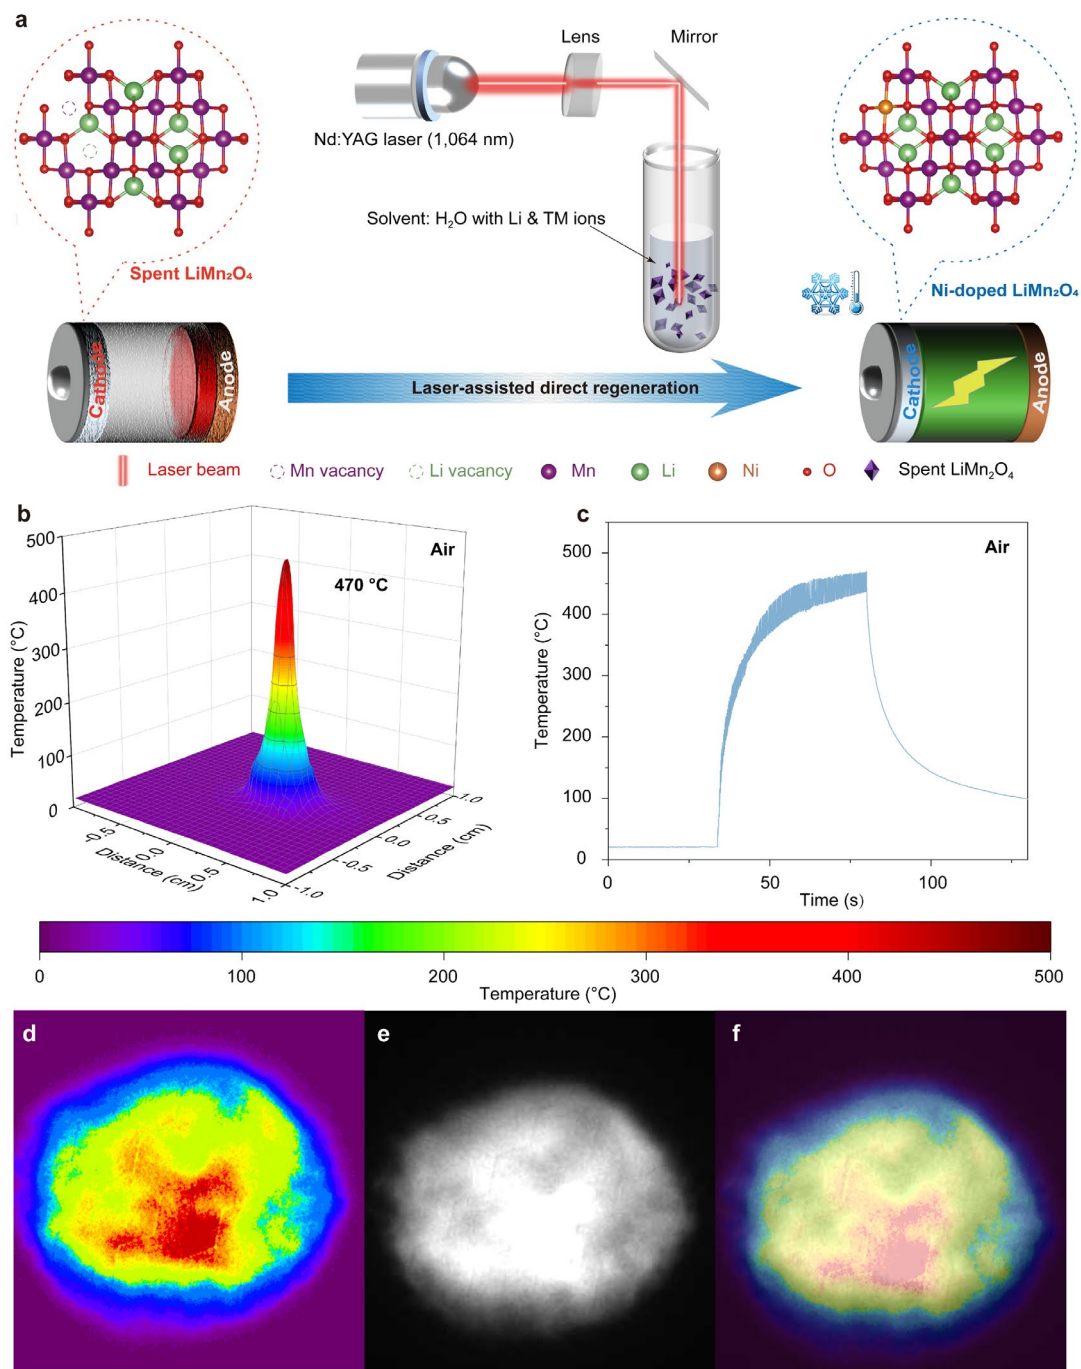 a
Lens
Mirror
Nd:YAG laser (1,064 nm)
Solvent: H₂O with Li & TM ions
Spent LiMn₂O₄
Ni-doped LiMn₂O₄
Cathode
Anode
Laser-assisted direct regeneration
Cathode
Anode
Laser beam
Mn vacancy
Li vacancy
Mn
Li
Ni
O
Spent LiMn₂O₄
b
Air
470 °C
500
400
300
200
100
0
Temperature (°C)
-0.5
0.0
0.5
1.0
Distance (cm)
-1.0
-0.5
0.0
0.5
1.0
Distance (cm)
c
Air
500
400
300
200
100
0
Temperature (°C)
0
50
100
Time (s)
0
100
200
300
400
500
Temperature (°C)
d
e
f